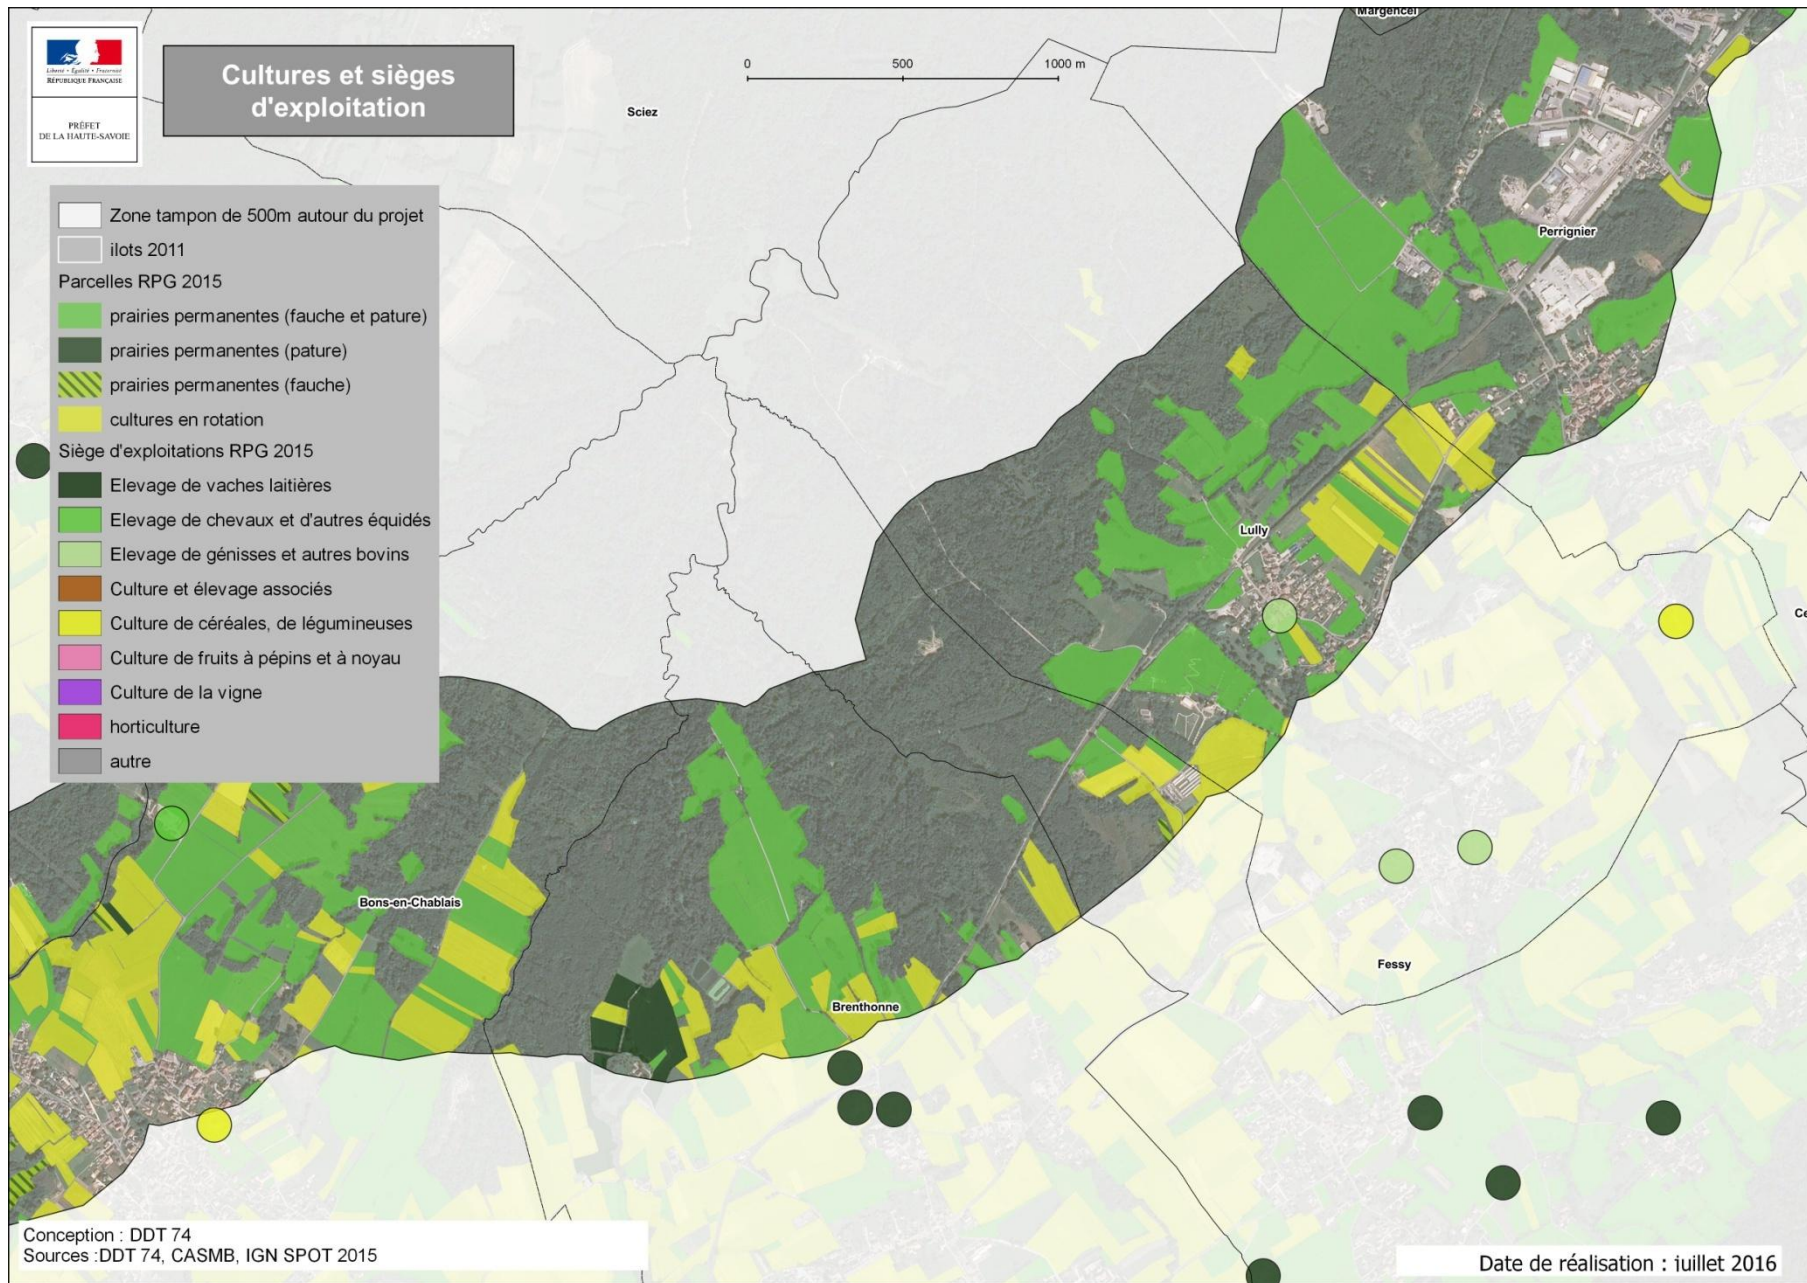 Liberté • Égalité • Fraternité
RÉPUBLIQUE FRANÇAISE
PRÉFET
DE LA HAUTE-SAVOIE
Cultures et sièges
d'exploitation
0 500 1000 m
Margencel
Sciez
Perrignier
Zone tampon de 500m autour du projet
ilots 2011
Parcelles RPG 2015
prairies permanentes (fauche et pature)
prairies permanentes (pature)
prairies permanentes (fauche)
cultures en rotation
Siège d'exploitations RPG 2015
Elevage de vaches laitières
Elevage de chevaux et d'autres équidés
Elevage de génisses et autres bovins
Culture et élevage associés
Culture de céréales, de légumineuses
Culture de fruits à pépins et à noyau
Culture de la vigne
horticulture
autre
Lully
Ce
Bons-en-Chablais
Fessy
Brenthonne
Conception : DDT 74
Sources :DDT 74, CASMB, IGN SPOT 2015
Date de réalisation : juillet 2016